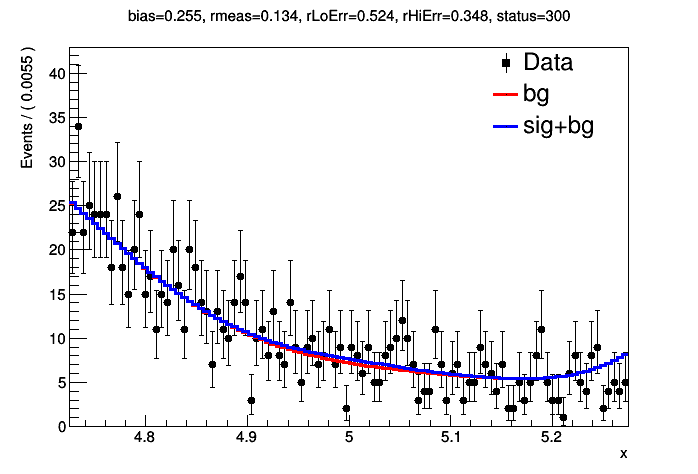 bias=0.255, rmeas=0.134, rLoErr=0.524, rHiErr=0.348, status=300
Events / ( 0.0055 )
40
35
30
25
20
15
10
5
0
Data
bg
sig+bg
4.8 4.9 5 5.1 5.2
x